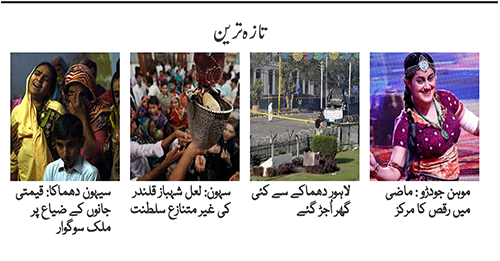 تازہ ترین
موہن جودڑو: ماضی
میں رقص کا مرکز
لاہور دھماکے سے کئی
گھر اُجڑ گئے
سہون: لعل شہباز قلندر
کی غیر متنازع سلطنت
سیہون دھماکا: قیمتی
جانوں کے ضیاع پر
ملک سوگوار